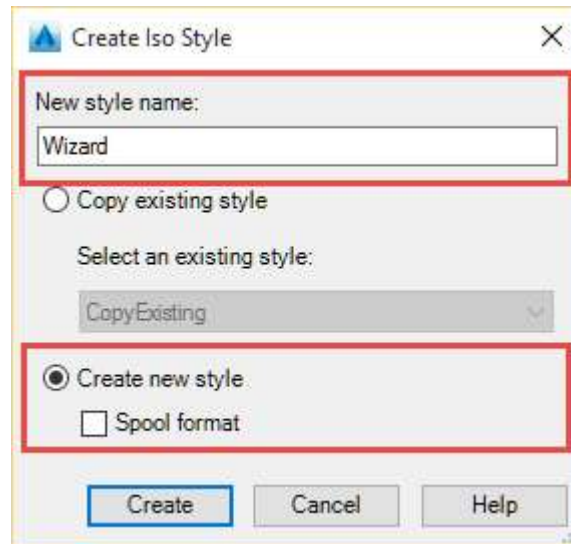 Create Iso Style
New style name:
Wizard
Copy existing style
Select an existing style:
CopyExisting
Create new style
Spool format
Create Cancel Help